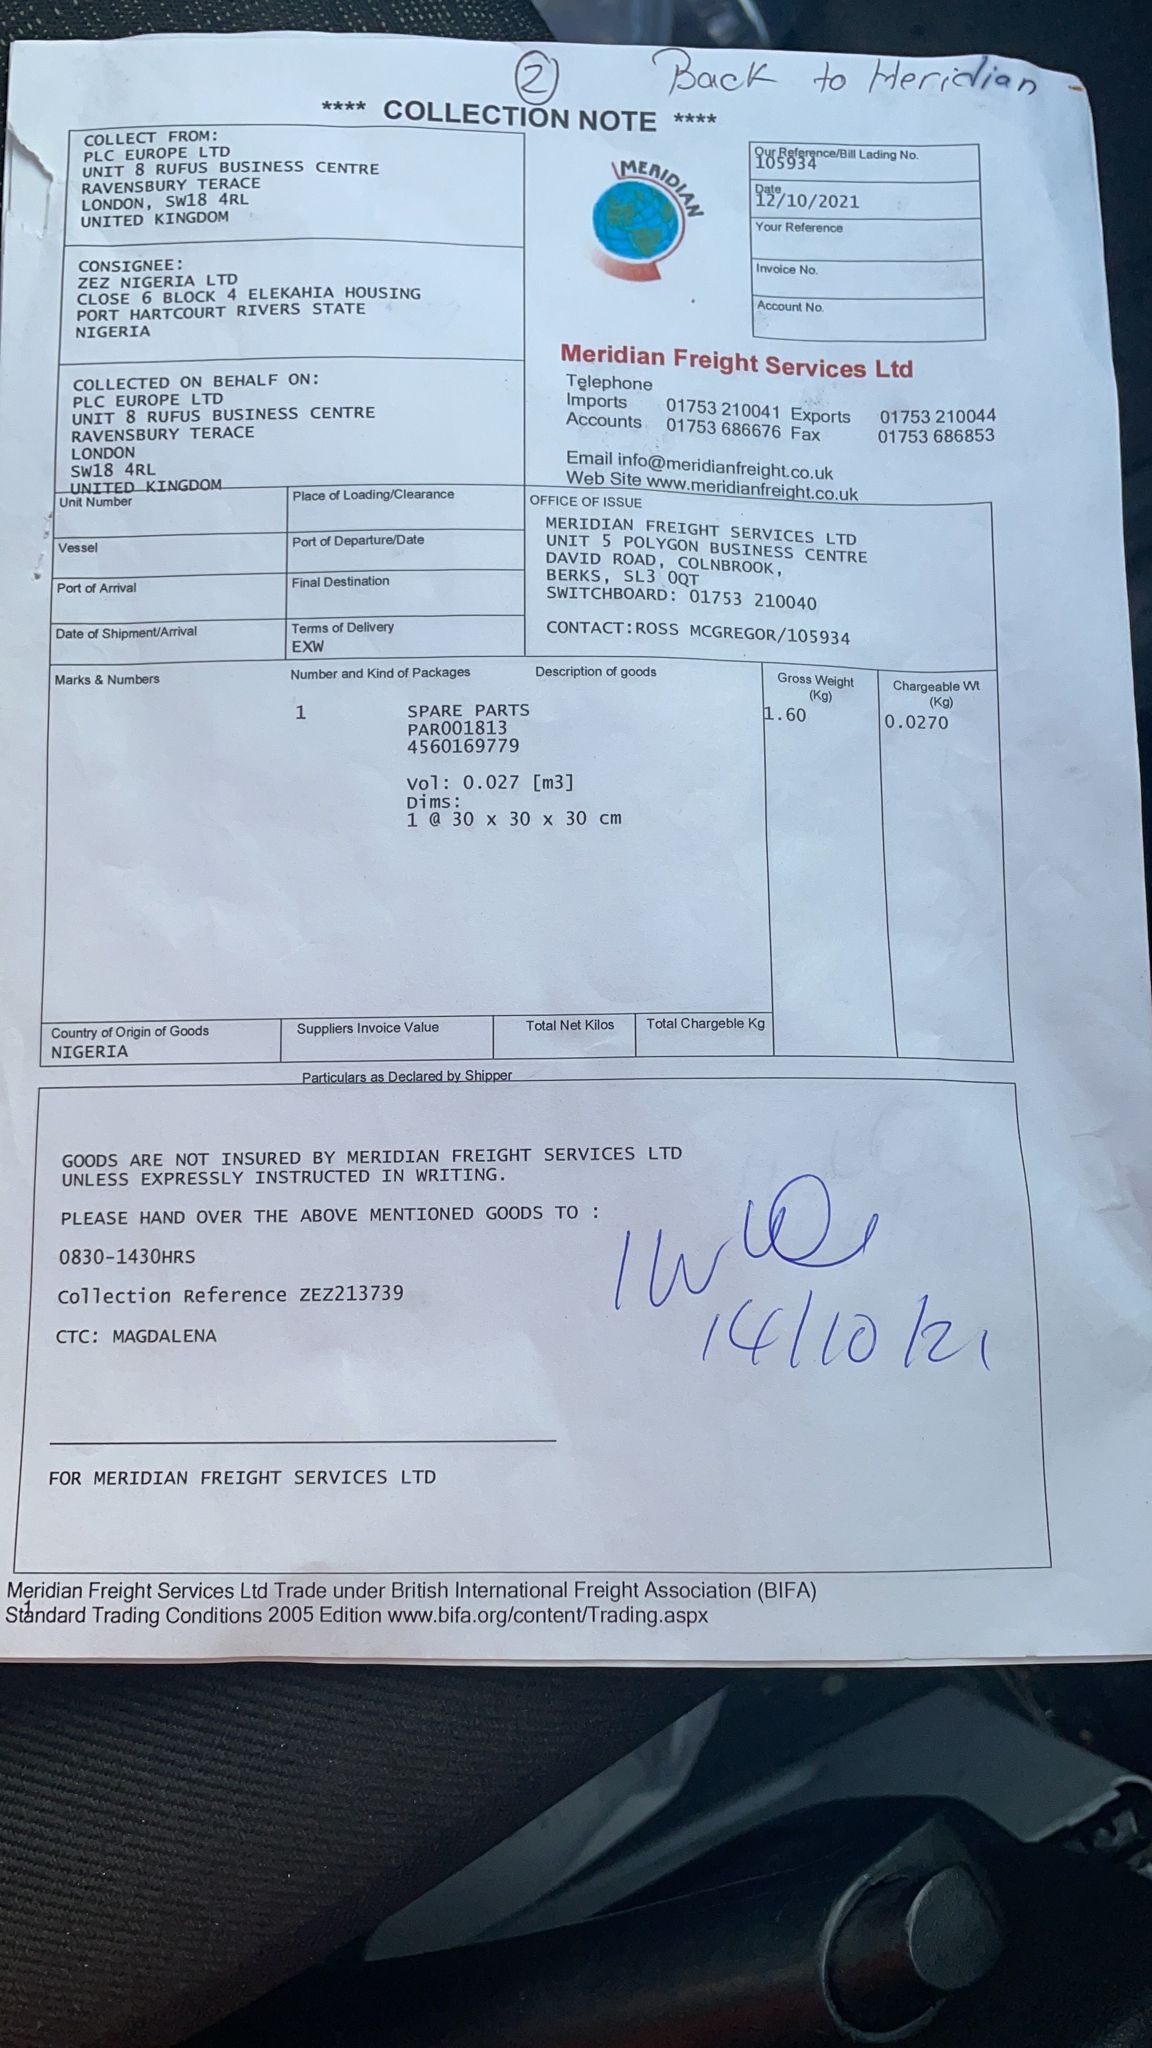 2 Back to Meridian
**** COLLECTION NOTE ****
COLLECT FROM:
PLC EUROPE LTD
UNIT 8 RUFUS BUSINESS CENTRE
RAVENSBURY TERACE
LONDON, SW18 4RL
UNITED KINGDOM
MERIDIAN
Our Reference/Bill Lading No.
105934
Date
12/10/2021
Your Reference
Invoice No.
Account No.
CONSIGNEE:
ZEZ NIGERIA LTD
CLOSE 6 BLOCK 4 ELEKAHIA HOUSING
PORT HARTCOURT RIVERS STATE
NIGERIA
Meridian Freight Services Ltd
Telephone
Imports 01753 210041 Exports 01753 210044
Accounts 01753 686676 Fax 01753 686853
Email info@meridianfreight.co.uk
Web Site www.meridianfreight.co.uk
COLLECTED ON BEHALF ON:
PLC EUROPE LTD
UNIT 8 RUFUS BUSINESS CENTRE
RAVENSBURY TERACE
LONDON
SW18 4RL
UNITED KINGDOM
Unit Number
Place of Loading/Clearance
Vessel
Port of Departure/Date
Port of Arrival
Final Destination
Date of Shipment/Arrival
Terms of Delivery
EXW
OFFICE OF ISSUE
MERIDIAN FREIGHT SERVICES LTD
UNIT 5 POLYGON BUSINESS CENTRE
DAVID ROAD, COLNBROOK,
BERKS, SL3 0QT
SWITCHBOARD: 01753 210040
CONTACT:ROSS MCGREGOR/105934
Marks & Numbers Number and Kind of Packages Description of goods Gross Weight (Kg) Chargeable Wt (Kg)
1 SPARE PARTS 1.60 0.0270
PAR001813
4560169779
Vol: 0.027 [m3]
Dims:
1 @ 30 x 30 x 30 cm
Country of Origin of Goods
NIGERIA
Suppliers Invoice Value
Total Net Kilos
Total Chargeble Kg
Particulars as Declared by Shipper
GOODS ARE NOT INSURED BY MERIDIAN FREIGHT SERVICES LTD
UNLESS EXPRESSLY INSTRUCTED IN WRITING.
PLEASE HAND OVER THE ABOVE MENTIONED GOODS TO :
0830-1430HRS
Collection Reference ZEZ213739
CTC: MAGDALENA
14/10/21
FOR MERIDIAN FREIGHT SERVICES LTD
Meridian Freight Services Ltd Trade under British International Freight Association (BIFA)
Standard Trading Conditions 2005 Edition www.bifa.org/content/Trading.aspx
1